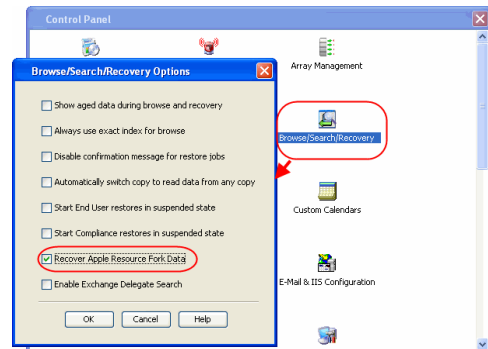 Control Panel
Array Management
Browse/Search/Recovery Options
Show aged data during browse and recovery
Always use exact index for browse
Disable confirmation message for restore jobs
Automatically switch copy to read data from any copy
Start End User restores in suspended state
Start Compliance restores in suspended state
Recover Apple Resource Fork Data
Enable Exchange Delegate Search
OK Cancel Help
Browse/Search/Recovery
Custom Calendars
E-Mail & IIS Configuration